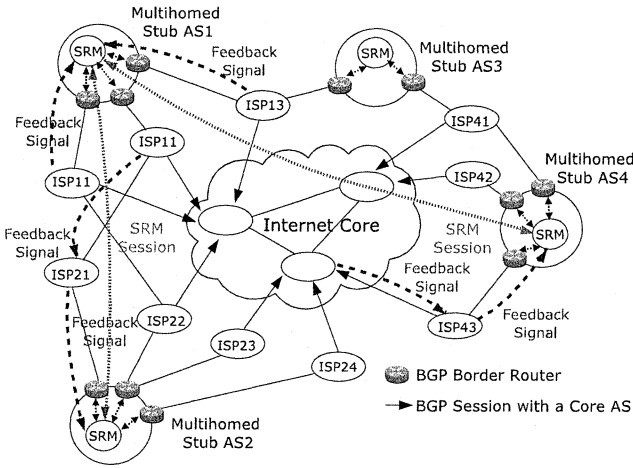 Multihomed
Stub AS1
SRM
Feedback
Signal
SRM
Multihomed
Stub AS3
ISP13
Feedback
Signal
ISP11
ISP41
ISP11
ISP42
Multihomed
Stub AS4
Internet Core
SRM
Session
SRM
Session
SRM
Feedback
Signal
ISP21
Feedback
Signal
Feedback
Signal
ISP22
ISP43
Feedback
Signal
ISP23
ISP24
BGP Border Router
BGP Session with a Core AS
Multihomed
Stub AS2
SRM